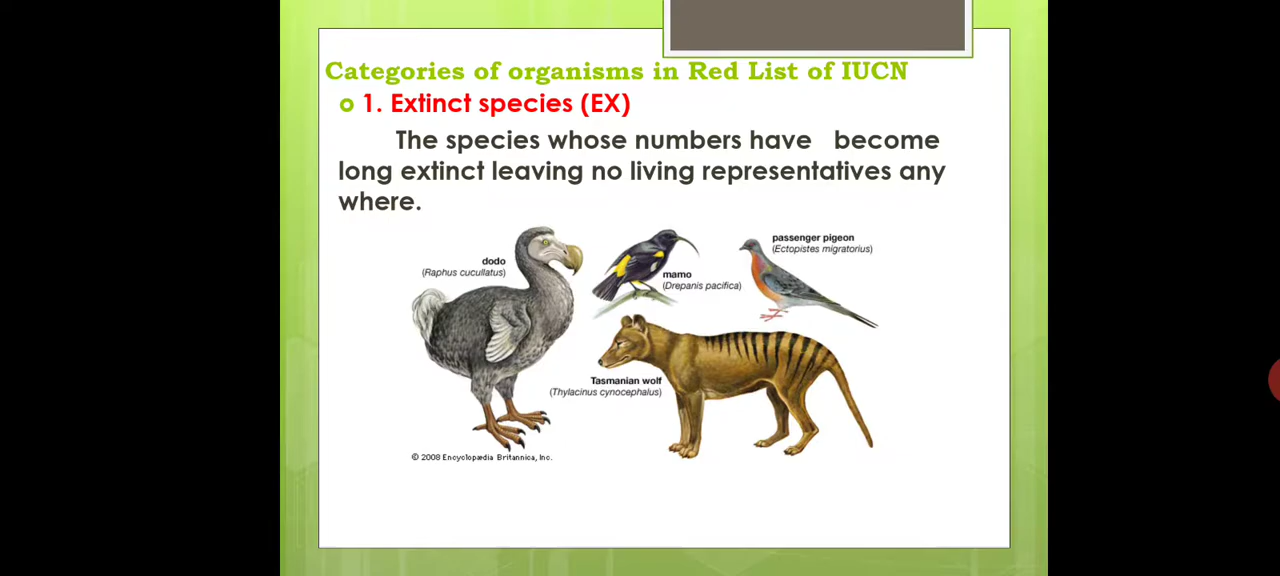 Categories of organisms in Red List of IUCN
1. Extinct species (EX)
The species whose numbers have become
long extinct leaving no living representatives any
where.
dodo
(Raphus cucullatus)
mamo
(Drepanis pacifica)
passenger pigeon
(Ectopistes migratorius)
Tasmanian wolf
(Thylacinus cynocephalus)
© 2008 Encyclopædia Britannica, Inc.